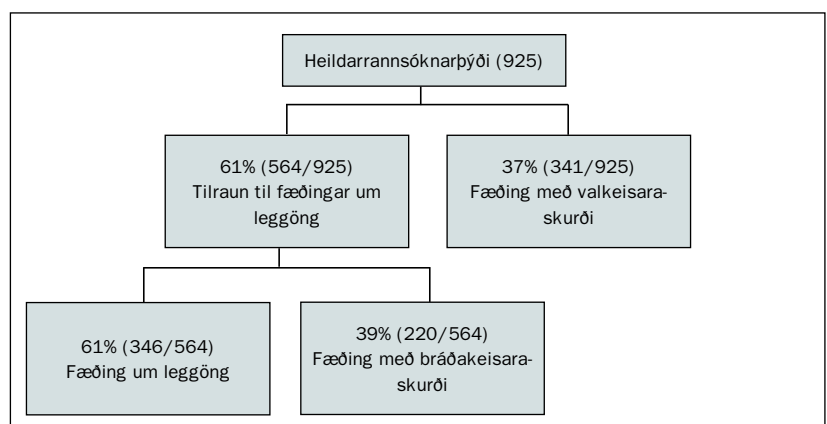 Heildarrannsóknarþýði (925)
61% (564/925)
Tilraun til fæðingar um
leggöng
37% (341/925)
Fæðing með valkeisara-
skurði
61% (346/564)
Fæðing um leggöng
39% (220/564)
Fæðing með bráðakeisara-
skurði